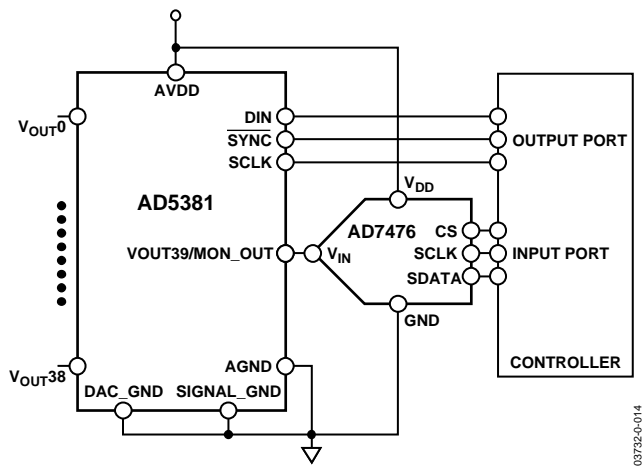 AVDD
VOUT0
DIN
SYNC
SCLK
OUTPUT PORT
AD5381
VDD
AD7476
VOUT39/MON_OUT
VIN
CS
SCLK
SDATA
INPUT PORT
GND
VOUT38
AGND
DAC_GND
SIGNAL_GND
CONTROLLER
03732-0-014